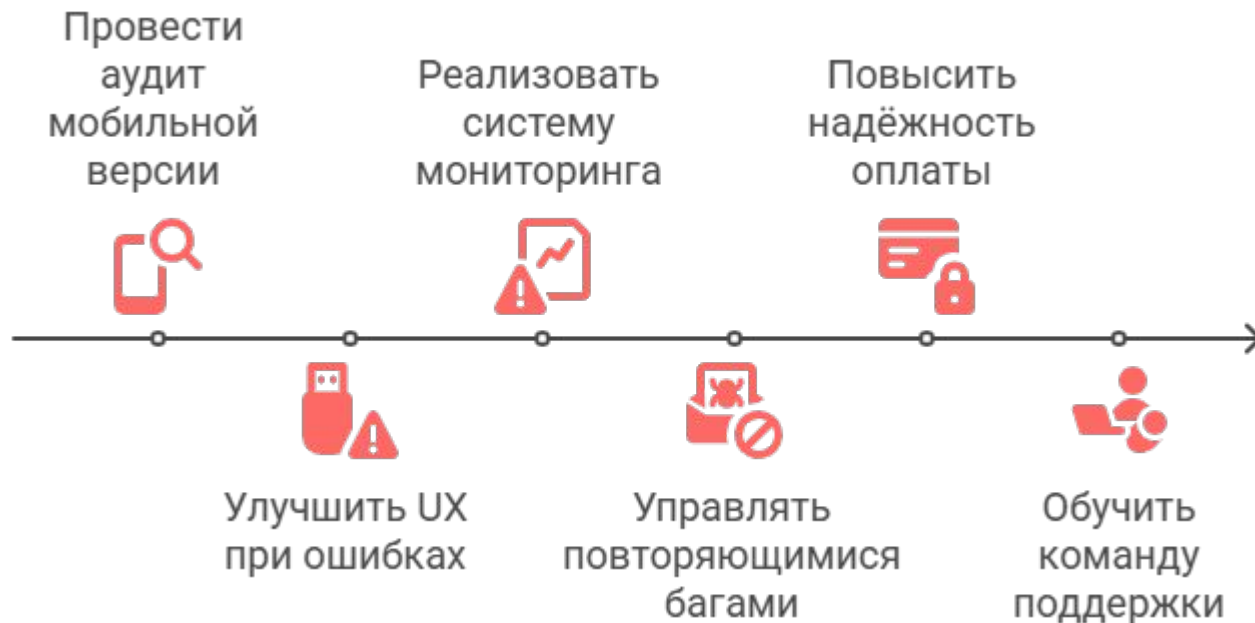 Провести
аудит
мобильной
версии
Реализовать
систему
мониторинга
Повысить
надёжность
оплаты
Улучшить UX
при ошибках
Управлять
повторяющимися
багами
Обучить
команду
поддержки